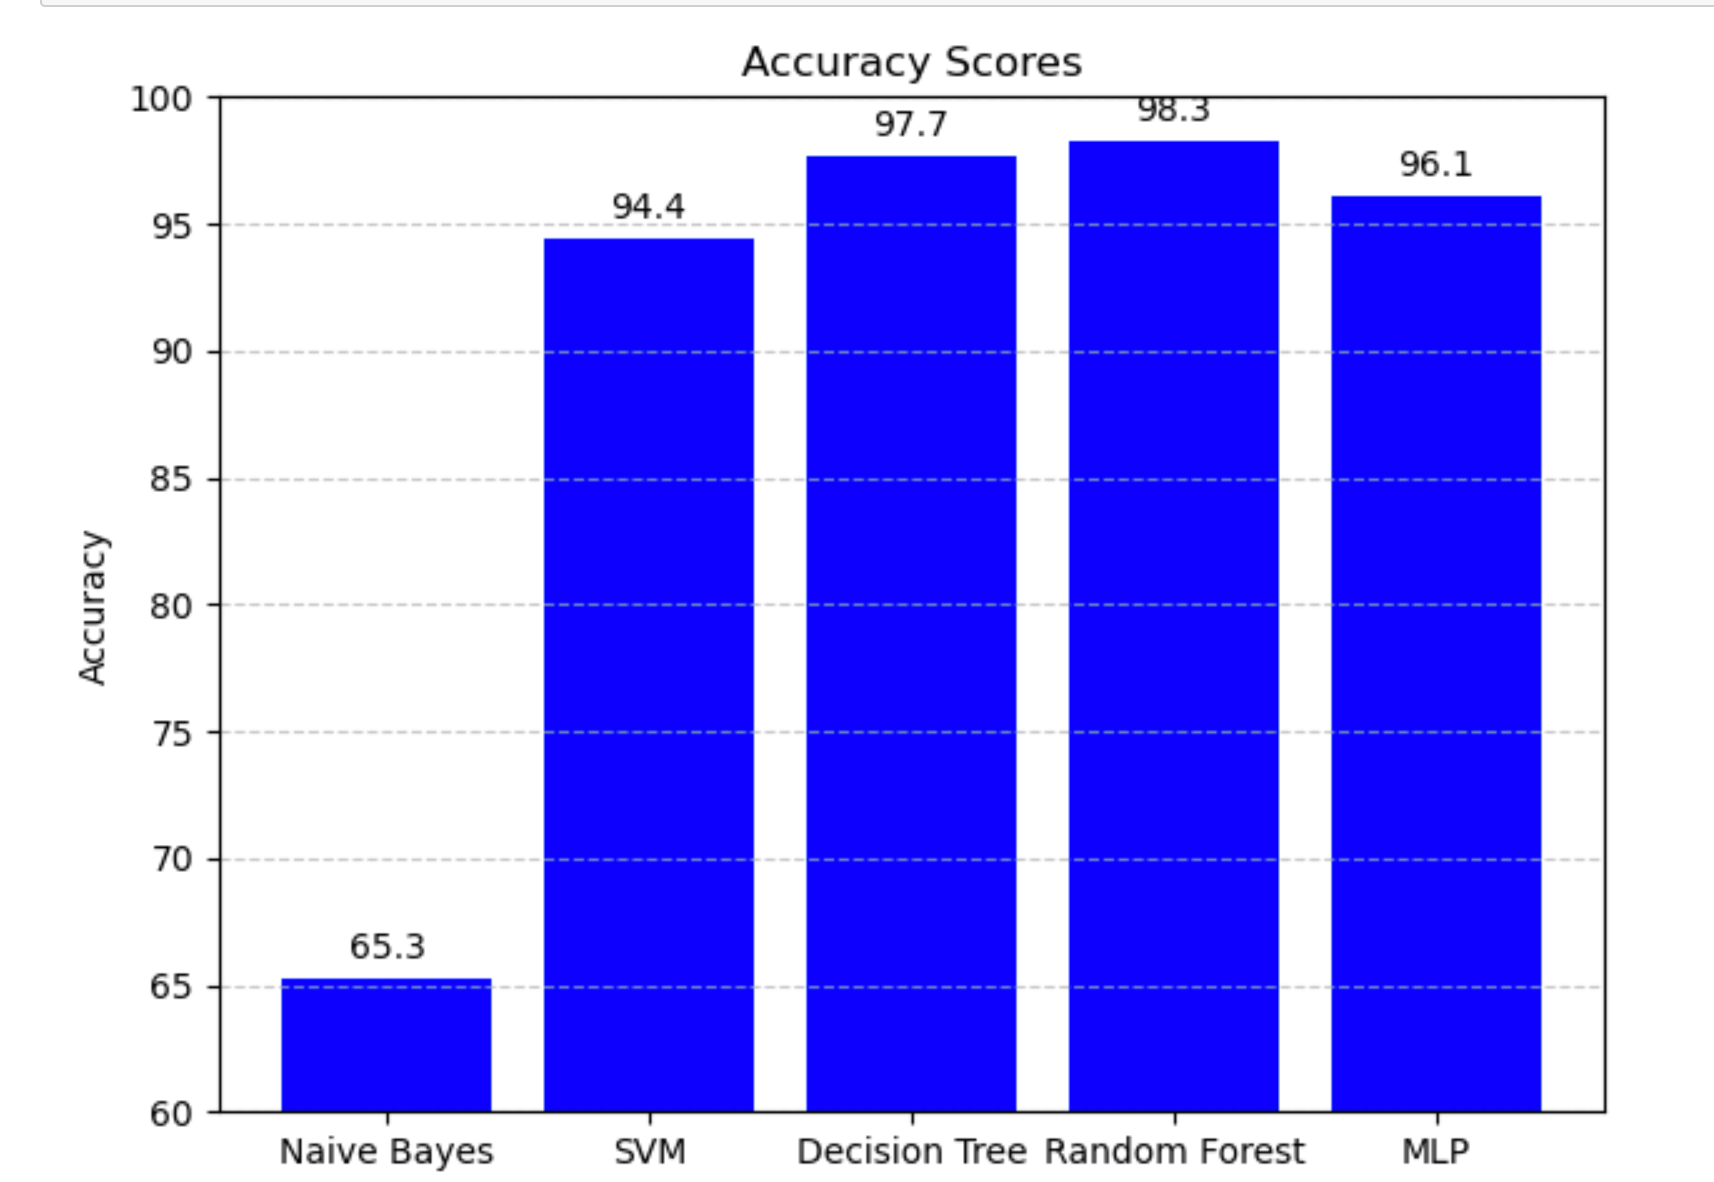 Accuracy Scores
100
95
90
85
80
75
70
65
60
Accuracy
65.3
94.4
97.7
98.3
96.1
Naive Bayes
SVM
Decision Tree
Random Forest
MLP